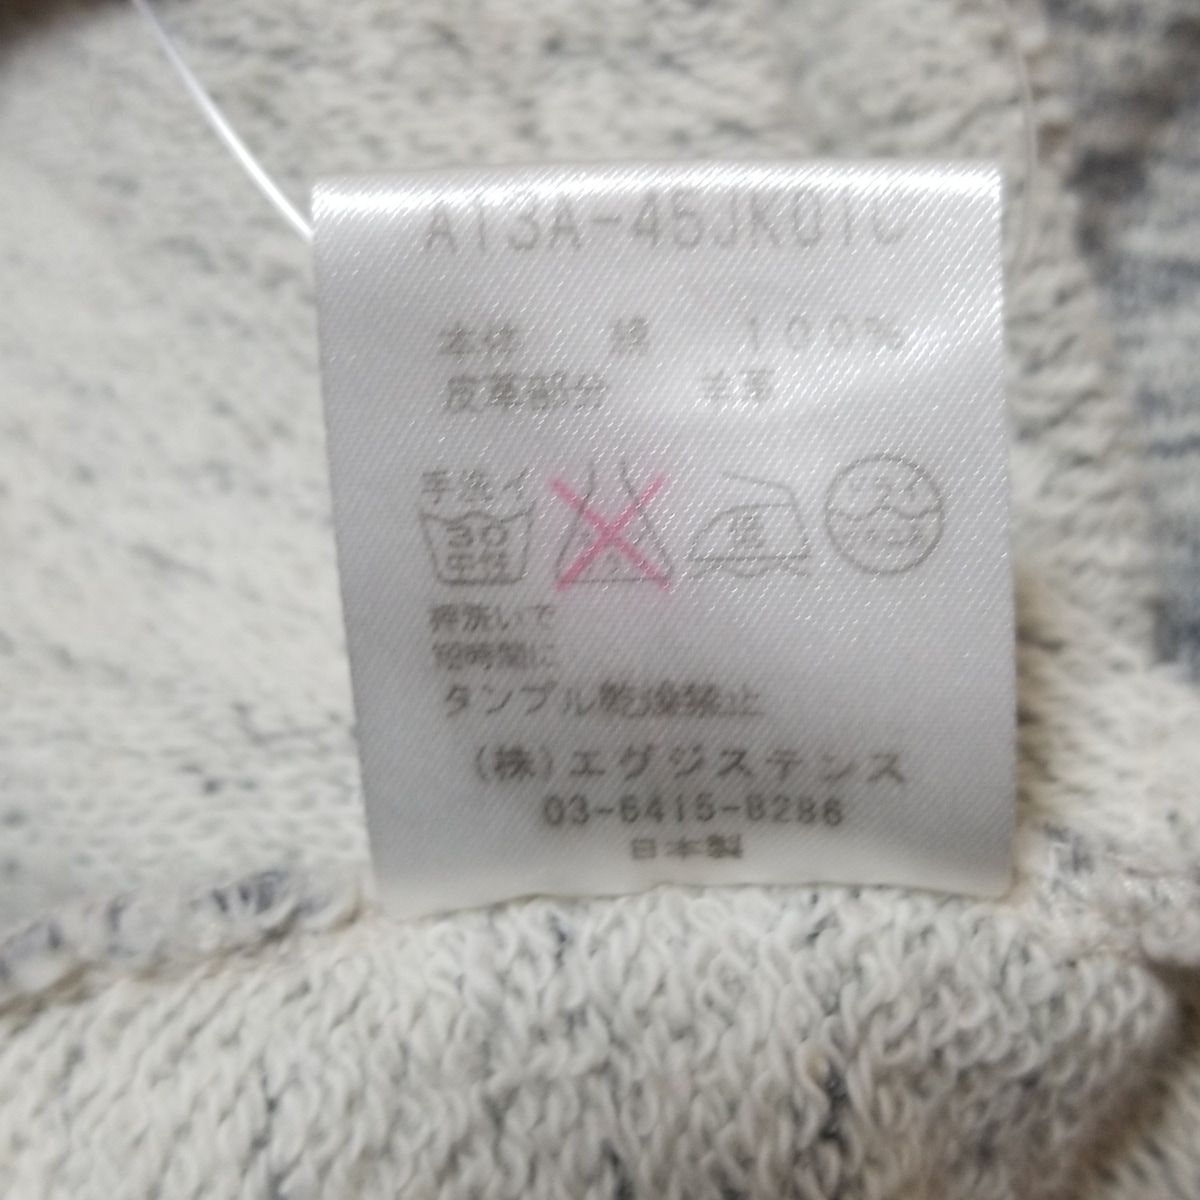 A13A-45JK01C
本体 綿 100%
皮革部分 羊革
手洗イ
30
中性
押洗いで
短時間に
タンブル乾燥禁止
(株)エグジステンス
03-6415-8286
日本製